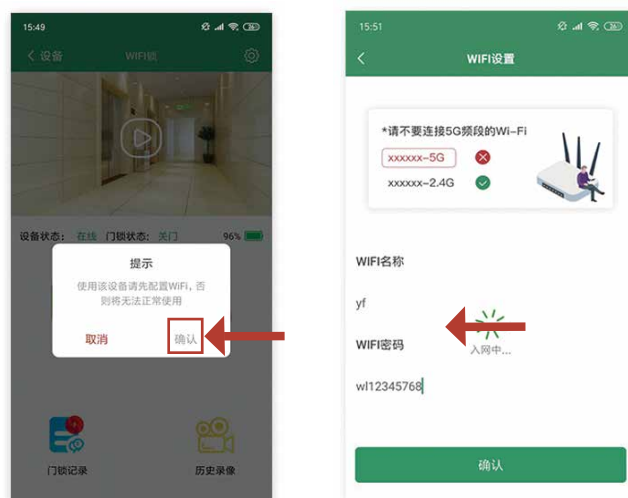 15:49
36
设备
WIFI锁
设备状态： 在线 门锁状态： 关门 96%
提示
使用该设备请先配置WiFi，否
则将无法正常使用
取消
确认
门锁记录
历史录像
15:51
36
WIFI设置
*请不要连接5G频段的Wi-Fi
xxxxxx-5G
xxxxxx-2.4G
WIFI名称
yf
WIFI密码
入网中...
wl12345768
确认